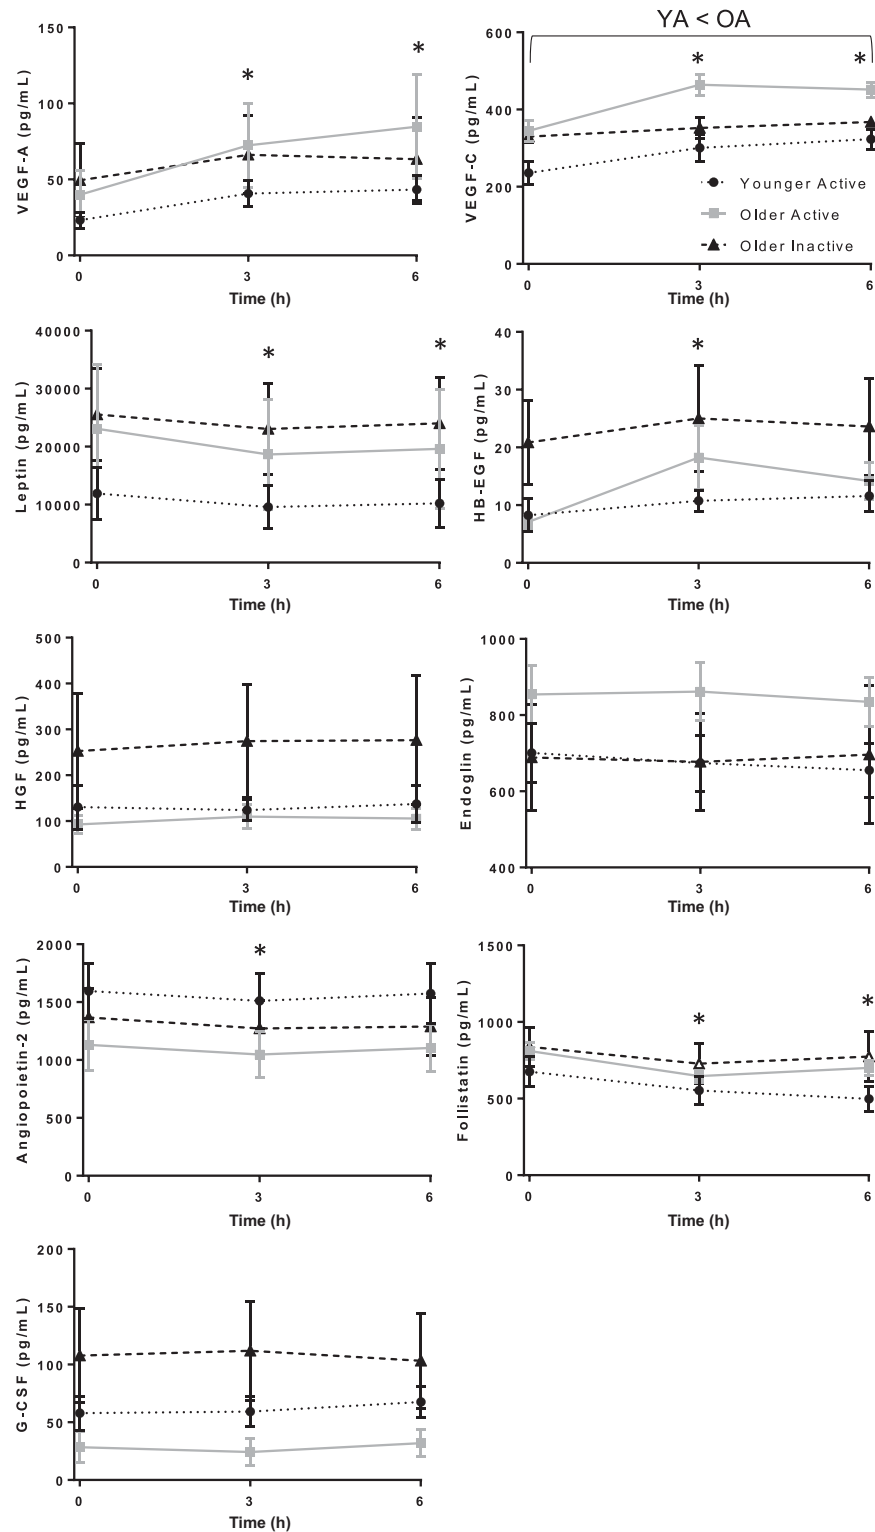 VEGF-A (pg/mL)
150
100
50
0
*
*
0 3 6
Time (h)
YA < OA
VEGF-C (pg/mL)
600
400
200
0
*
*
Younger Active
Older Active
Older Inactive
0 3 6
Time (h)
Leptin (pg/mL)
40000
30000
20000
10000
0
*
*
0 3 6
Time (h)
HB-EGF (pg/mL)
40
30
20
10
0
*
0 3 6
Time (h)
HGF (pg/mL)
500
400
300
200
100
0
0 3 6
Time (h)
Endoglin (pg/mL)
1000
800
600
400
0 3 6
Time (h)
Angiopoietin-2 (pg/mL)
2000
1500
1000
500
0
*
0 3 6
Time (h)
Follistatin (pg/mL)
1500
1000
500
0
*
*
0 3 6
Time (h)
G-CSF (pg/mL)
200
150
100
50
0
0 3 6
Time (h)